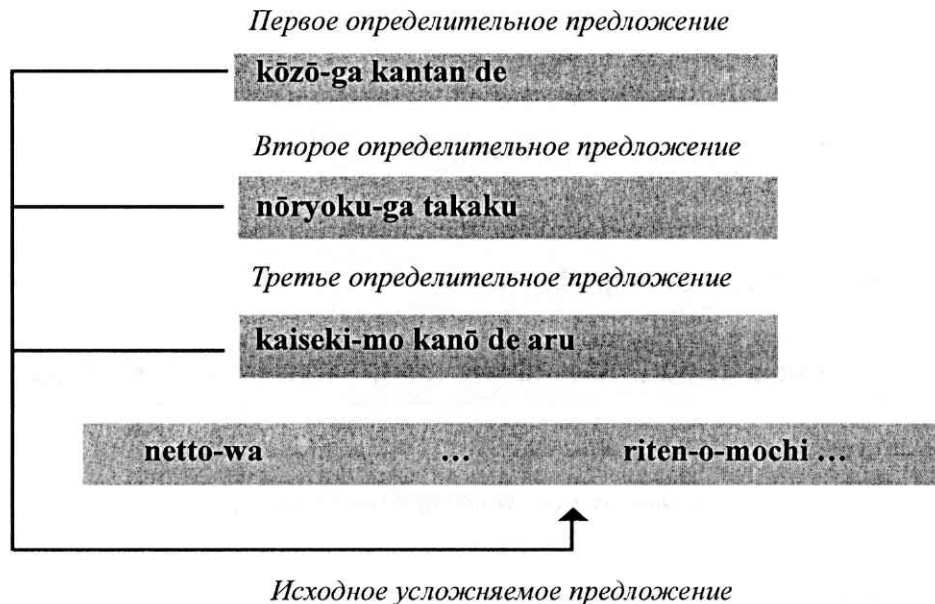 Первое определительное предложение
kōzō-ga kantan de
Второе определительное предложение
nōryoku-ga takaku
Третье определительное предложение
kaiseki-mo kanō de aru
netto-wa ... riten-o-mochi ...
Исходное усложняемое предложение